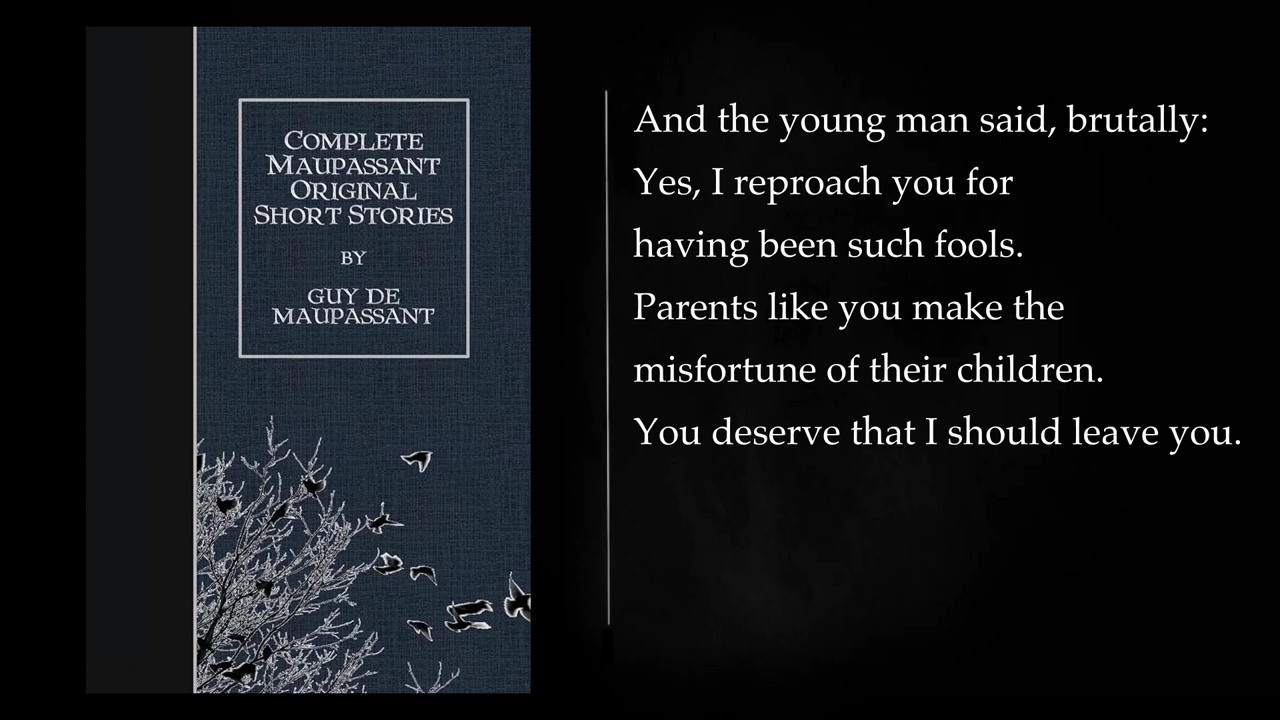 COMPLETE
MAUPASSANT
ORIGINAL
SHORT STORIES
BY
GUY DE
MAUPASSANT
And the young man said, brutally:
Yes, I reproach you for
having been such fools.
Parents like you make the
misfortune of their children.
You deserve that I should leave you.